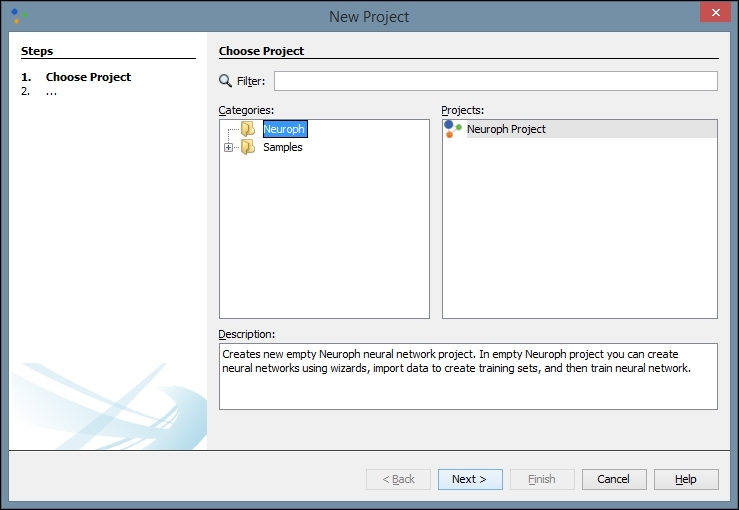 New Project
Steps
1. Choose Project
2. ...
Choose Project
Filter:
Categories:
Neuroph
Samples
Projects:
Neuroph Project
Description:
Creates new empty Neuroph neural network project. In empty Neuroph project you can create
neural networks using wizards, import data to create training sets, and then train neural network.
< Back
Next >
Finish
Cancel
Help